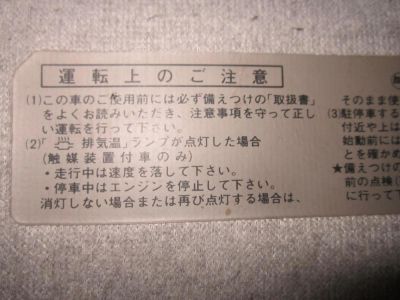 運転上のご注意
(1)この車のご使用前には必ず備えつけの「取扱書」
をよくお読みいただき、注意事項を守って正し
い運転を行って下さい。
(2)「 排気温」ランプが点灯した場合
(触媒装置付車のみ)
・走行中は速度を落して下さい。
・停車中はエンジンを停止して下さい。
消灯しない場合または再び点灯する場合は、
そのまま使
(3)駐停車する
付近や上は
始動前には
とを確かめ
★備えつけの
前の点検
に行って